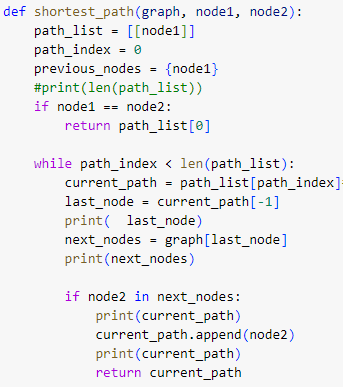 def shortest_path(graph, node1, node2):
    path_list = [[node1]]
    path_index = 0
    previous_nodes = {node1}
    #print(len(path_list))
    if node1 == node2:
        return path_list[0]

    while path_index < len(path_list):
        current_path = path_list[path_index]
        last_node = current_path[-1]
        print(  last_node)
        next_nodes = graph[last_node]
        print(next_nodes)

        if node2 in next_nodes:
            print(current_path)
            current_path.append(node2)
            print(current_path)
            return current_path